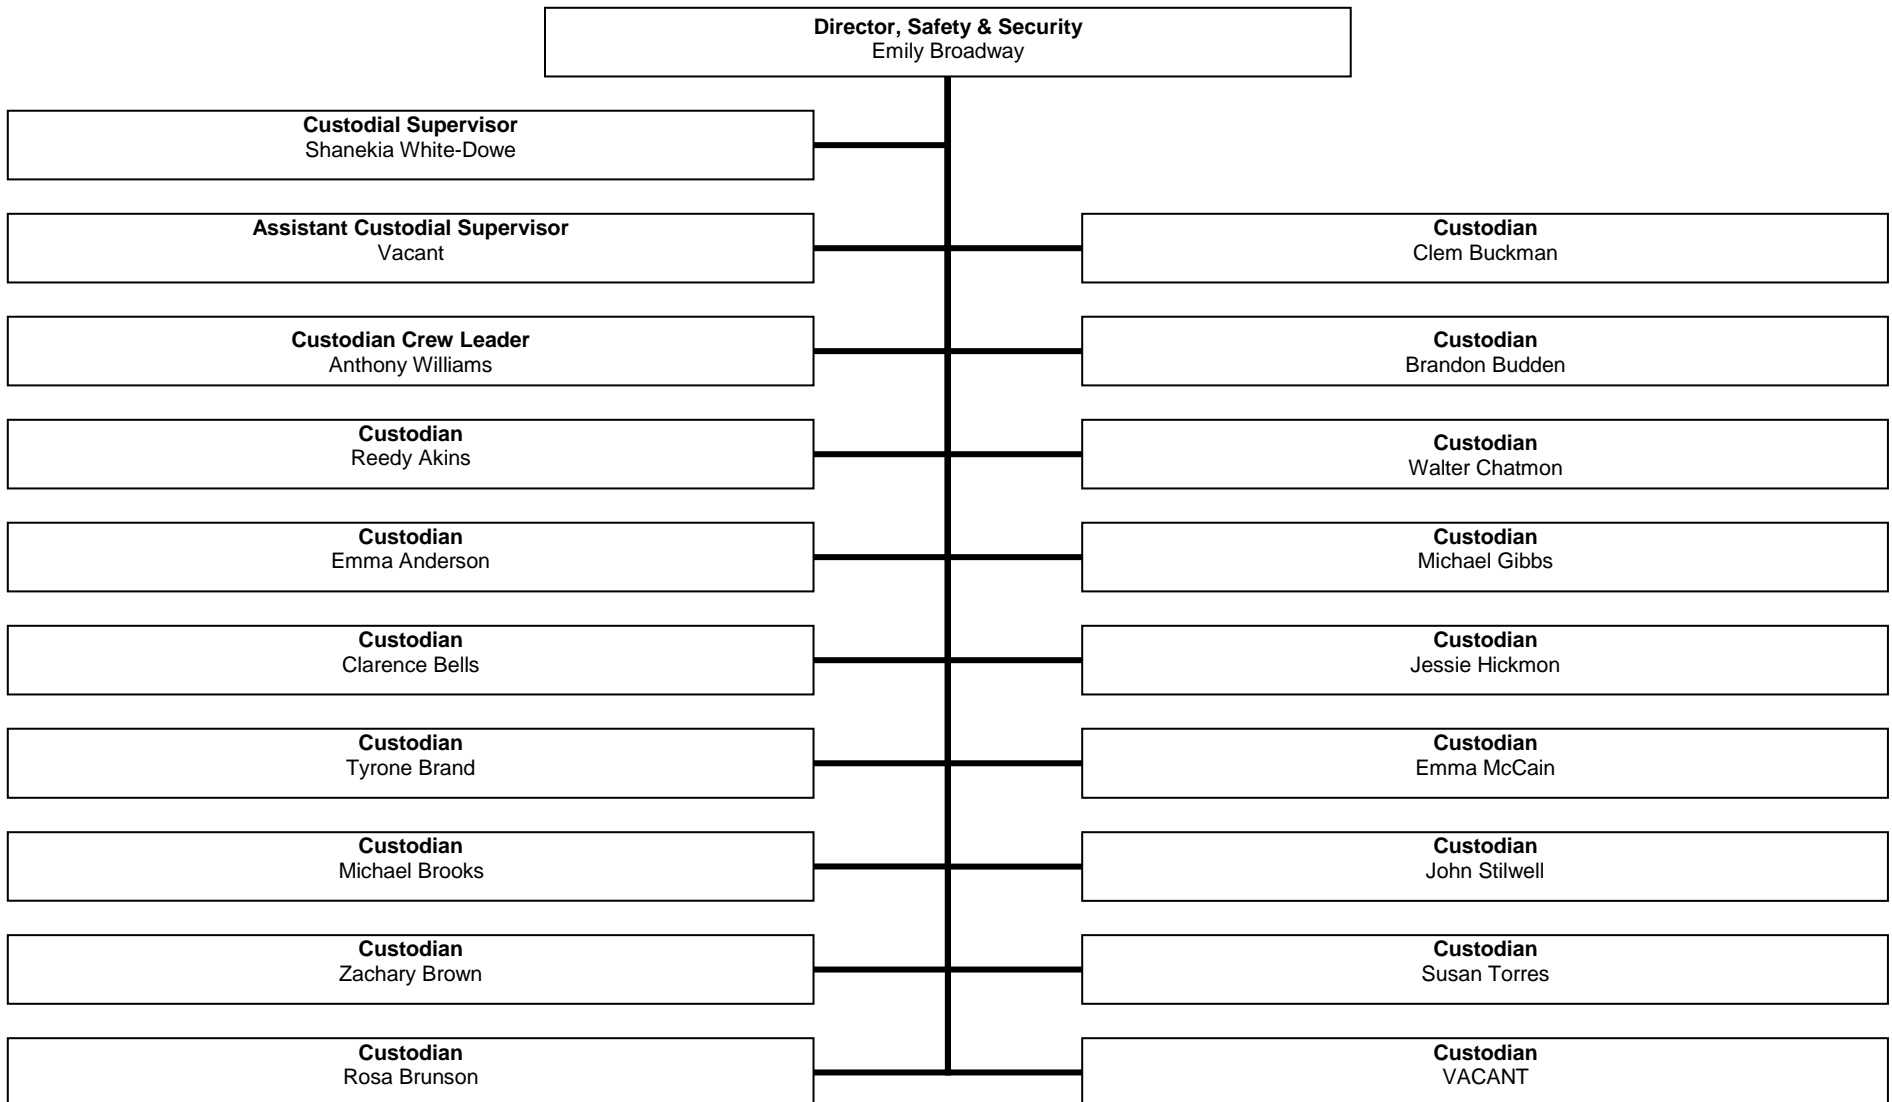 Director, Safety & Security
Emily Broadway
Custodial Supervisor
Shanekia White-Dowe
Assistant Custodial Supervisor
Vacant
Custodian
Clem Buckman
Custodian Crew Leader
Anthony Williams
Custodian
Brandon Budden
Custodian
Reedy Akins
Custodian
Walter Chatmon
Custodian
Emma Anderson
Custodian
Michael Gibbs
Custodian
Clarence Bells
Custodian
Jessie Hickmon
Custodian
Tyrone Brand
Custodian
Emma McCain
Custodian
Michael Brooks
Custodian
John Stilwell
Custodian
Zachary Brown
Custodian
Susan Torres
Custodian
Rosa Brunson
Custodian
VACANT